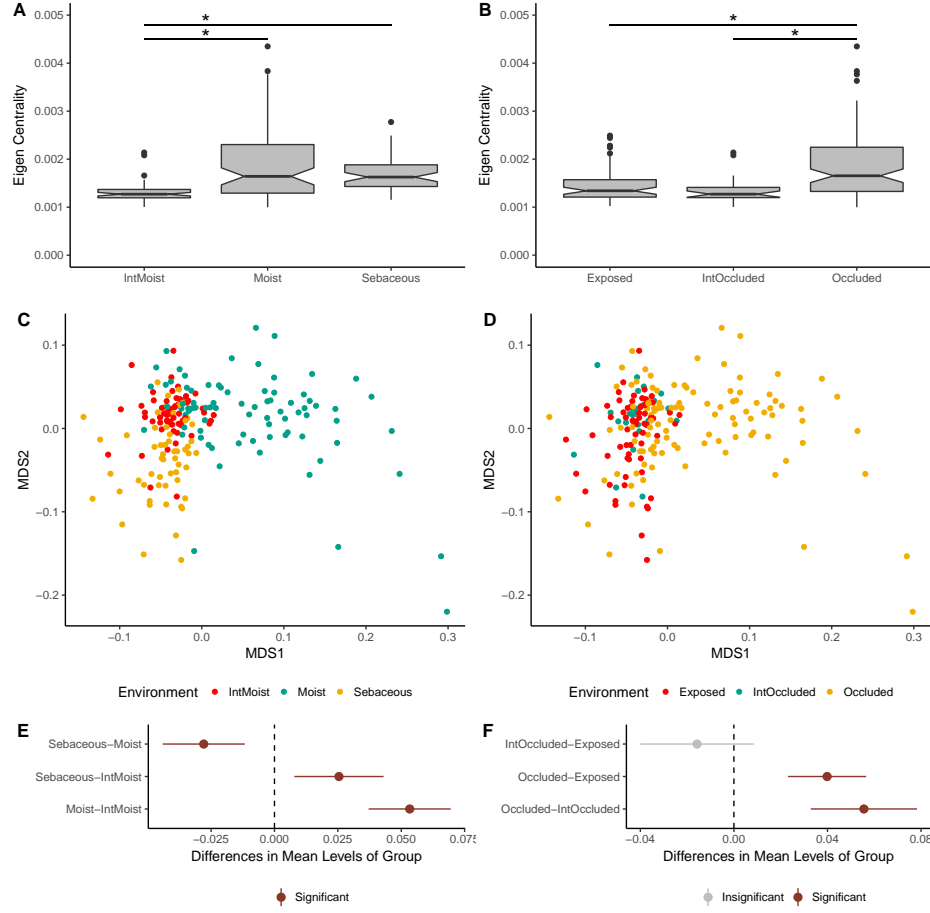 A
B
0.005
0.004
0.003
0.002
0.001
0.000
Eigen Centrality
*
*
IntMoist
Moist
Sebaceous
0.005
0.004
0.003
0.002
0.001
0.000
Eigen Centrality
*
*
Exposed
IntOccluded
Occluded
C
0.1
0.0
−0.1
−0.2
MDS2
−0.1
0.0
0.1
0.2
0.3
MDS1
Environment IntMoist Moist Sebaceous
D
0.1
0.0
−0.1
−0.2
MDS2
−0.1
0.0
0.1
0.2
0.3
MDS1
Environment Exposed IntOccluded Occluded
E
Sebaceous−Moist
Sebaceous−IntMoist
Moist−IntMoist
−0.025
0.000
0.025
0.050
Differences in Mean Levels of Group
Significant
F
IntOccluded−Exposed
Occluded−Exposed
Occluded−IntOccluded
−0.04
0.00
0.04
Differences in Mean Levels of Group
Insignificant Significant